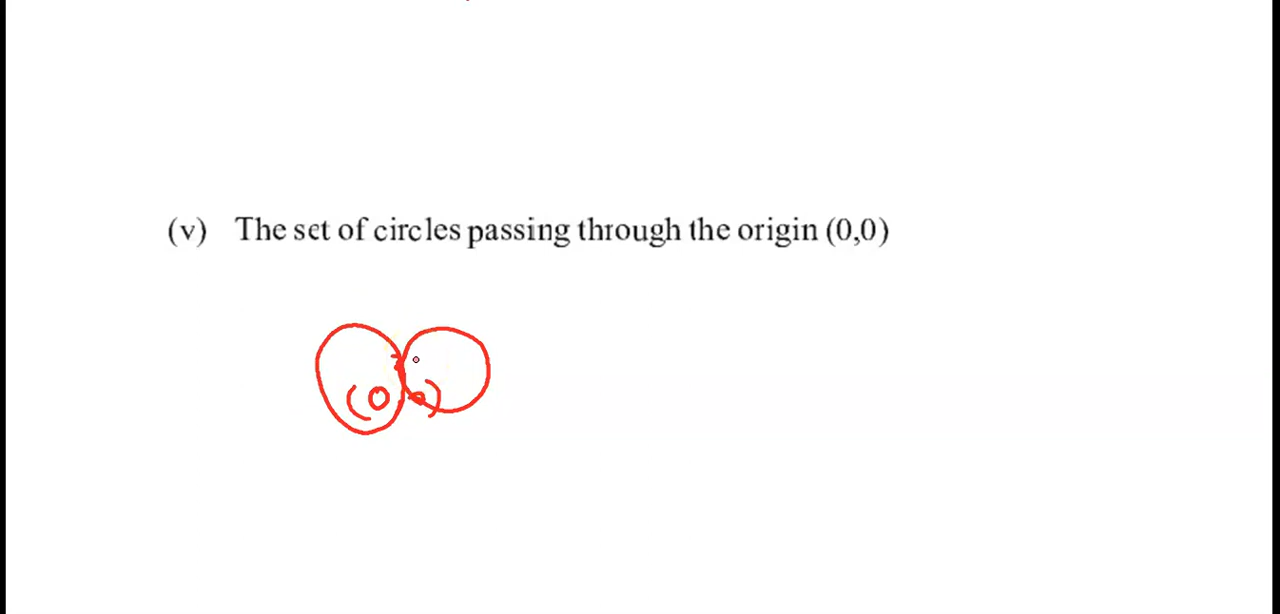 (v) The set of circles passing through the origin (0,0)
(0,0)